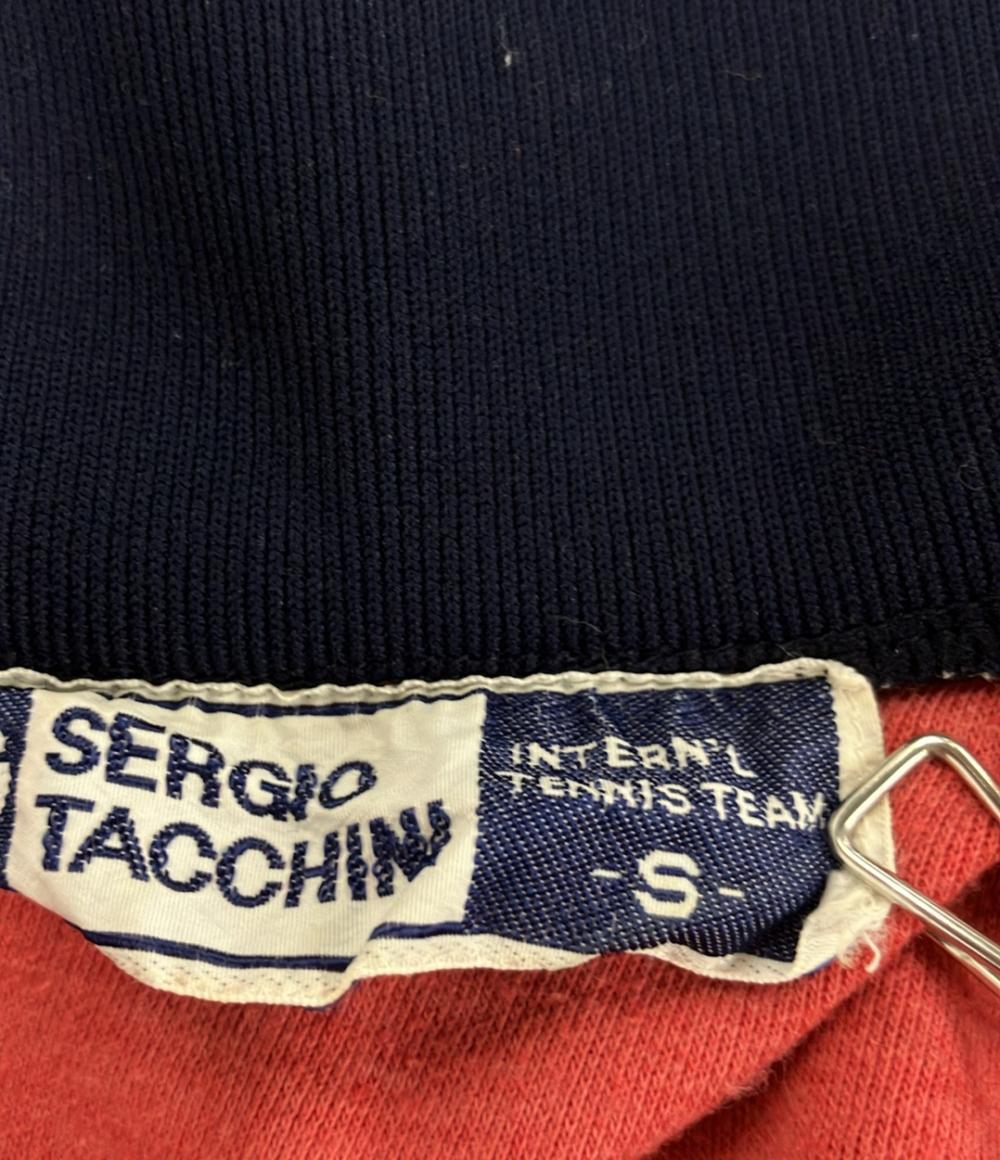 SERGIO
TACCHINI
INTERN'L
TENNIS TEAM
-S-